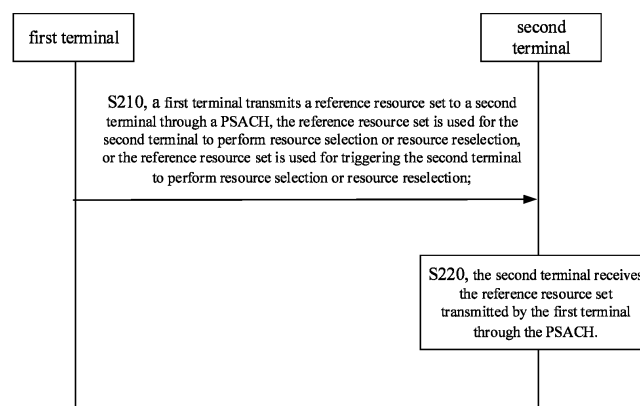 first terminal
second
terminal
S210, a first terminal transmits a reference resource set to a second
terminal through a PSACH, the reference resource set is used for the
second terminal to perform resource selection or resource reselection,
or the reference resource set is used for triggering the second terminal
to perform resource selection or resource reselection;
S220, the second terminal receives
the reference resource set
transmitted by the first terminal
through the PSACH.